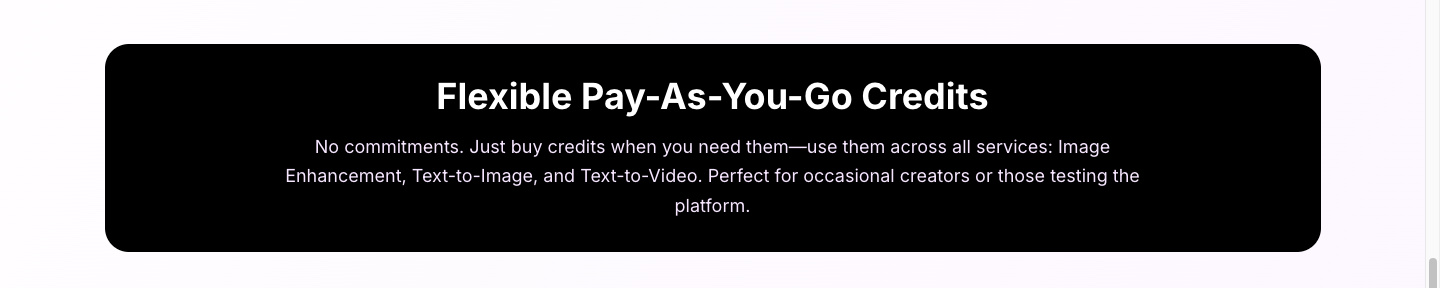 Flexible Pay-As-You-Go Credits
No commitments. Just buy credits when you need them—use them across all services: Image
Enhancement, Text-to-Image, and Text-to-Video. Perfect for occasional creators or those testing the
platform.